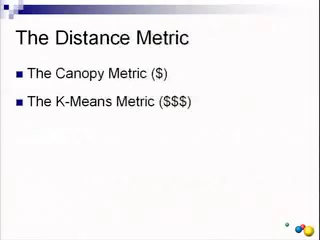 The Distance Metric
The Canopy Metric ($)
The K-Means Metric ($$$)